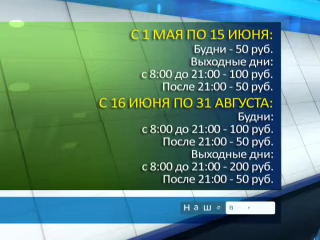 С 1 МАЯ ПО 15 ИЮНЯ:
Будни - 50 руб.
Выходные дни:
с 8:00 до 21:00 - 100 руб.
После 21:00 - 50 руб.
С 16 ИЮНЯ ПО 31 АВГУСТА:
Будни:
с 8:00 до 21:00 - 100 руб.
После 21:00 - 50 руб.
Выходные дни:
с 8:00 до 21:00 - 200 руб.
После 21:00 - 50 руб.